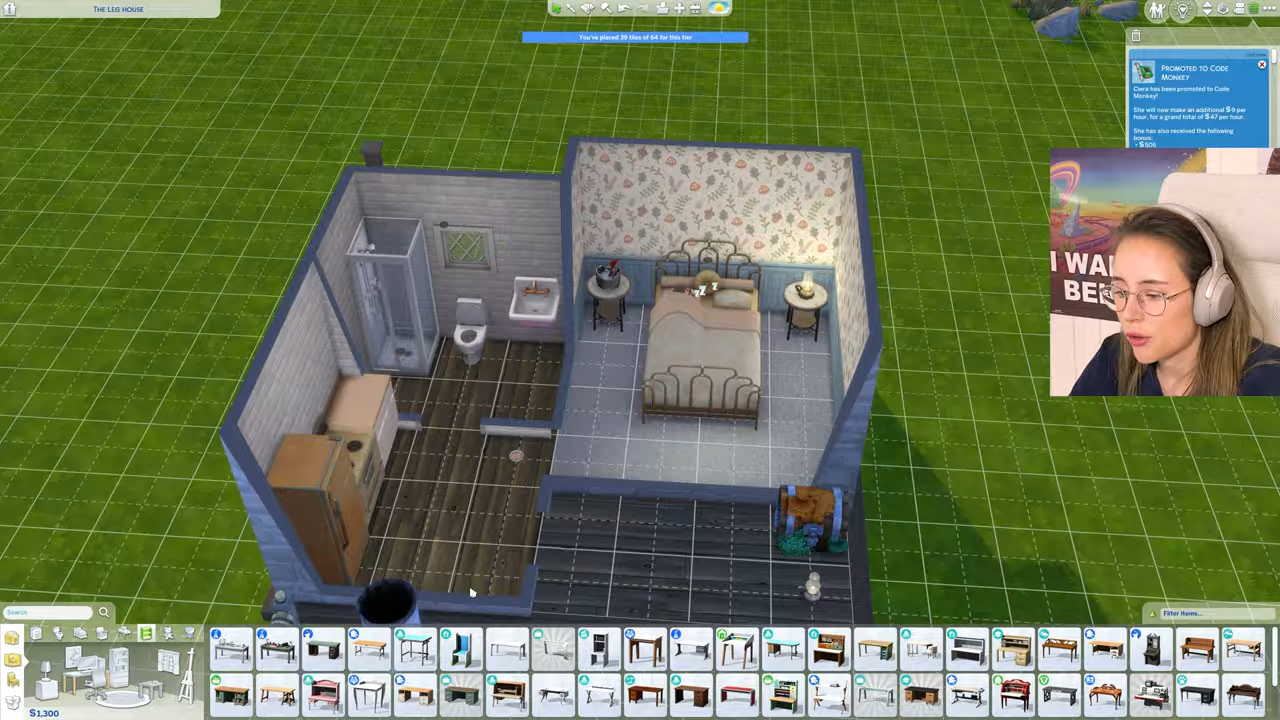 THE LEG HOUSE
You've placed 39 tiles of 64 for this tier
PROMOTED TO CODE
MONKEY
Ciera has been promoted to Code
Monkey!
She will now make an additional §9 per
hour, for a grand total of §47 per hour.
She has also received the following
bonus:
• §506
I WA
BE
Z Z Z
Search
Filter Items...
§1,300